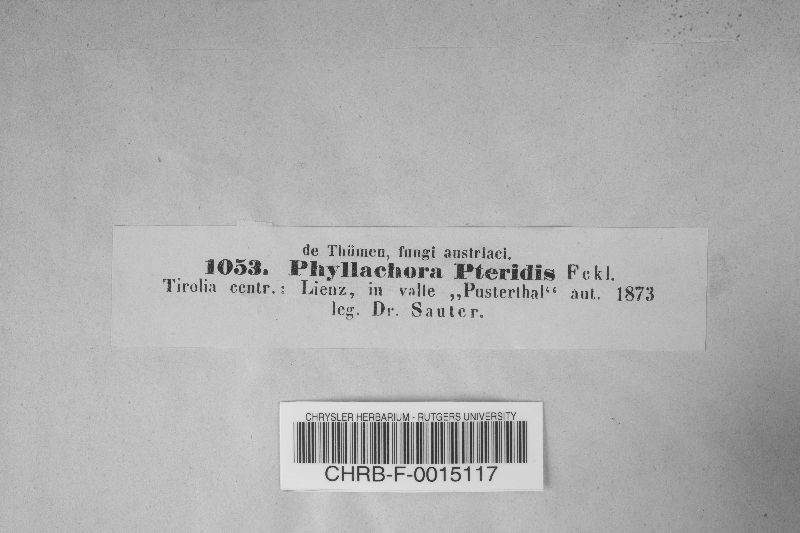 de Thümen, fungi austriaci.
1053. Phyllachora Pteridis Fckl.
Tirolia centr.: Lienz, in valle „Pusterthal“ aut. 1873
leg. Dr. Sauter.
CHRYSLER HERBARIUM - RUTGERS UNIVERSITY
CHRB-F-0015117